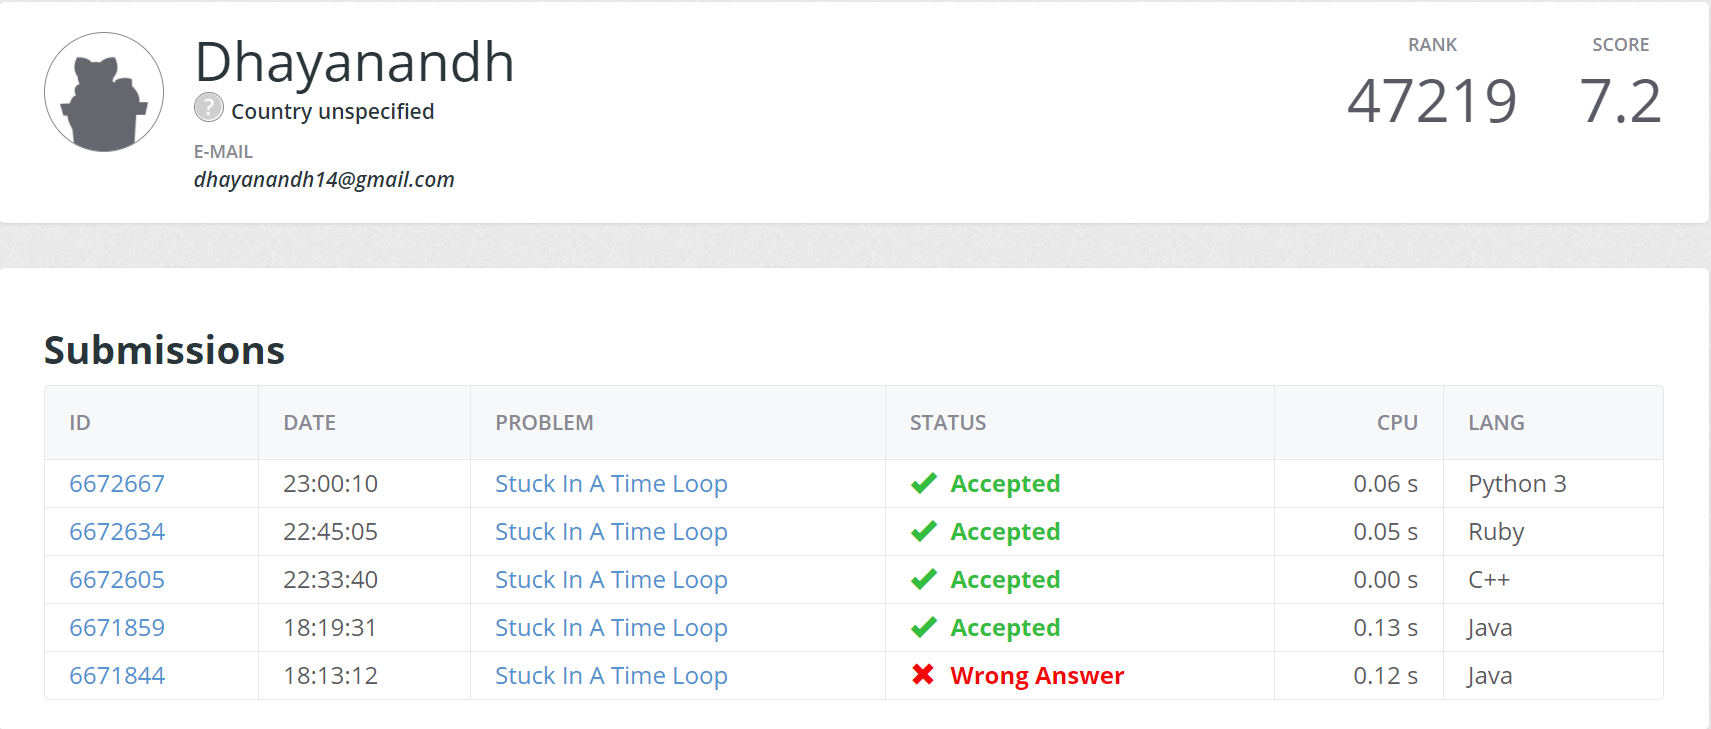 Dhayanandh
? Country unspecified
E-MAIL
dhayanandh14@gmail.com
RANK SCORE
47219 7.2
Submissions
ID DATE PROBLEM STATUS CPU LANG
6672667 23:00:10 Stuck In A Time Loop Accepted 0.06 s Python 3
6672634 22:45:05 Stuck In A Time Loop Accepted 0.05 s Ruby
6672605 22:33:40 Stuck In A Time Loop Accepted 0.00 s C++
6671859 18:19:31 Stuck In A Time Loop Accepted 0.13 s Java
6671844 18:13:12 Stuck In A Time Loop Wrong Answer 0.12 s Java